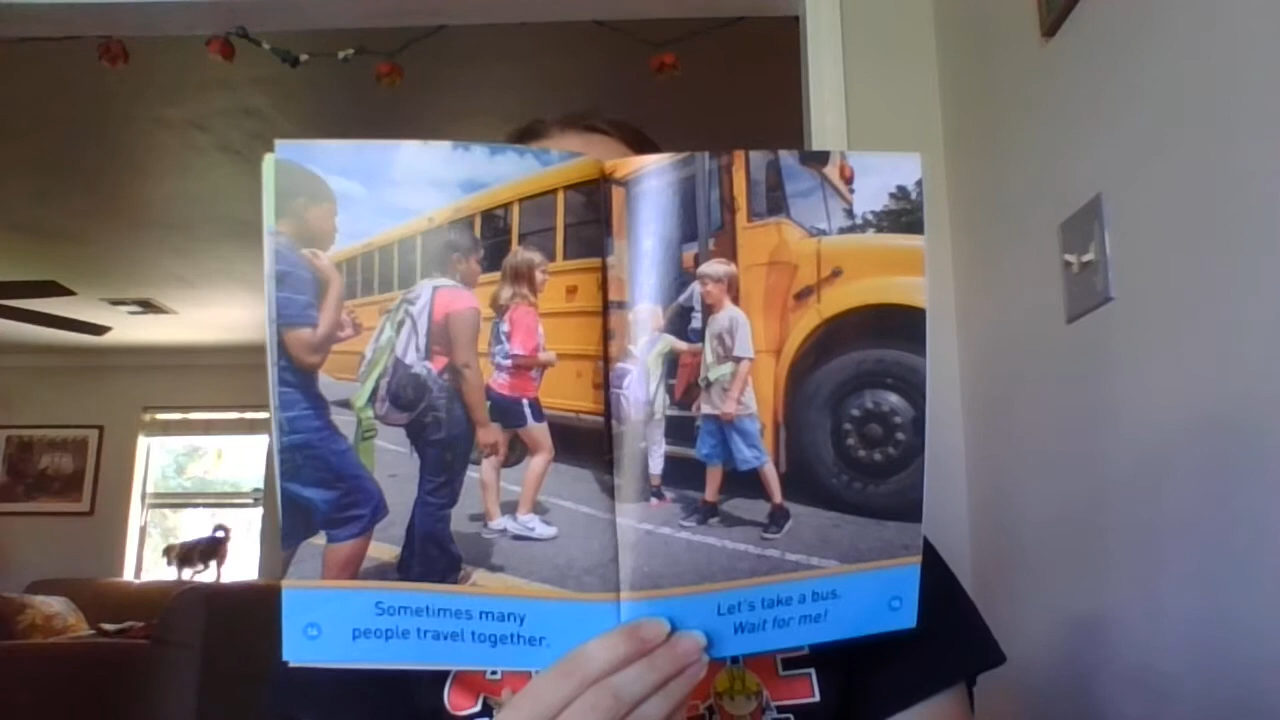 Sometimes many
people travel together.
Let's take a bus.
Wait for me!